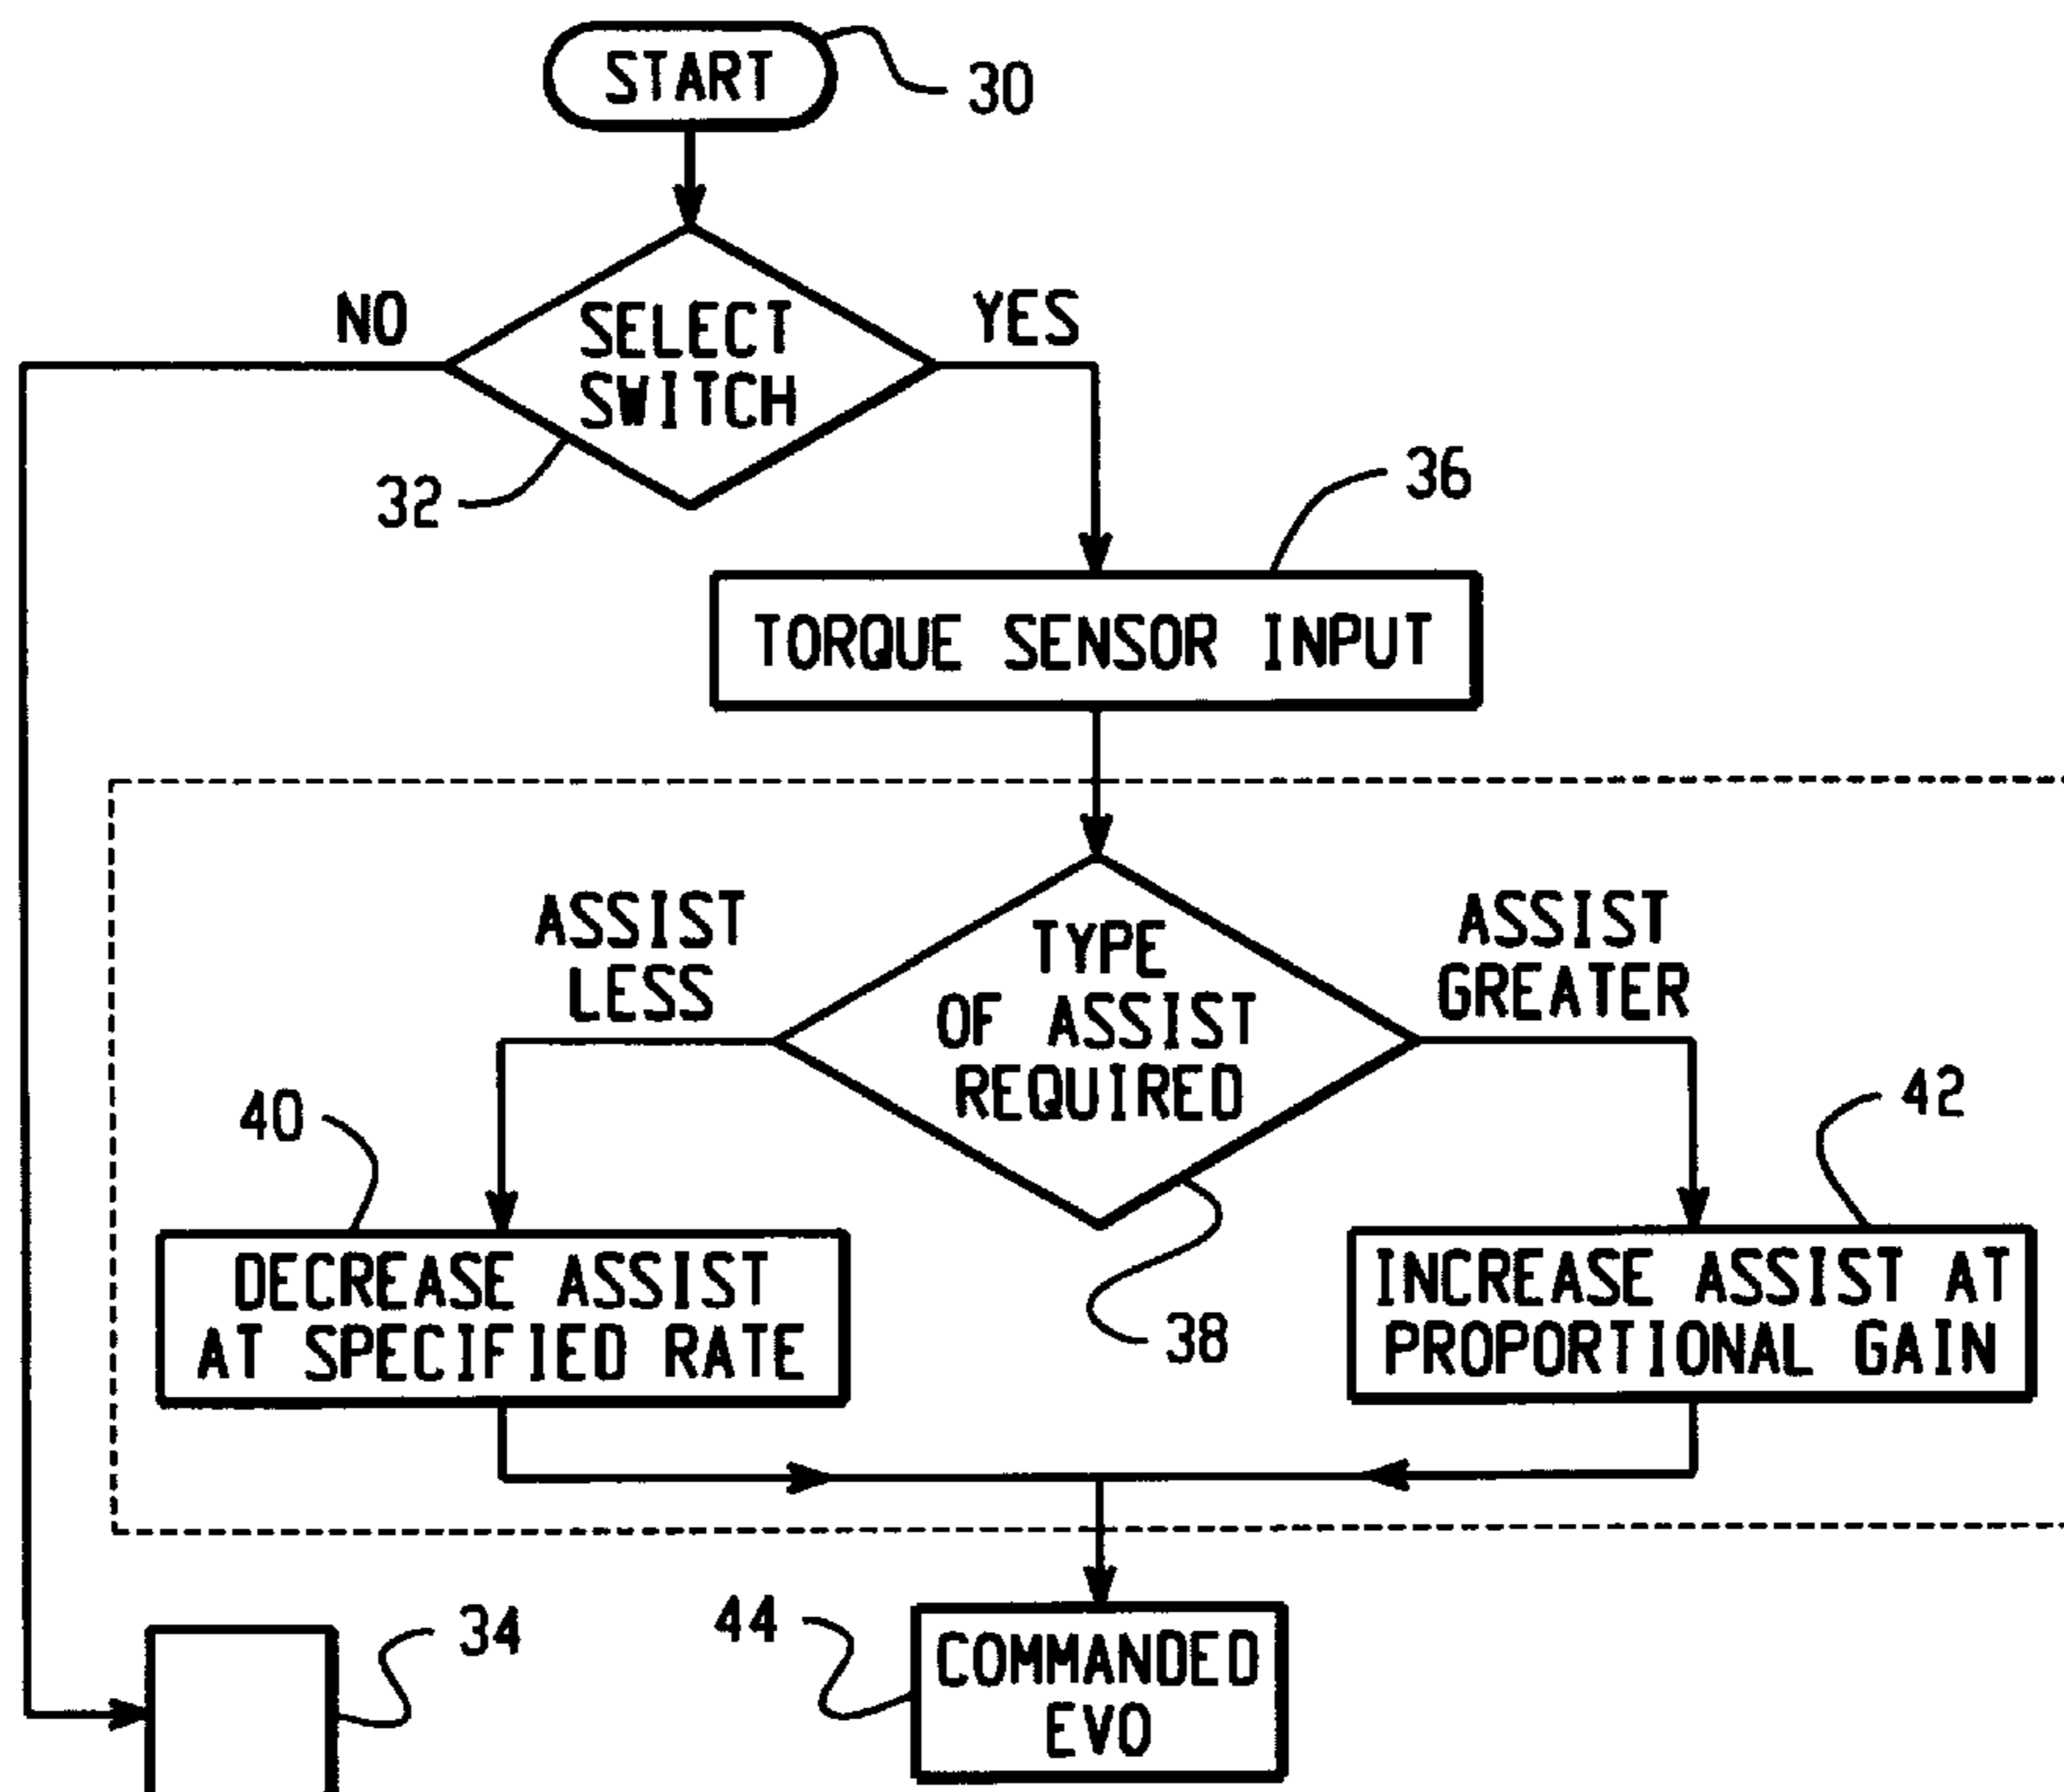 START
30
NO
SELECT
SWITCH
YES
32
36
TORQUE SENSOR INPUT
ASSIST
LESS
TYPE
OF ASSIST
REQUIRED
ASSIST
GREATER
40
42
DECREASE ASSIST
AT SPECIFIED RATE
38
INCREASE ASSIST AT
PROPORTIONAL GAIN
34
44
COMMANDED
EVO